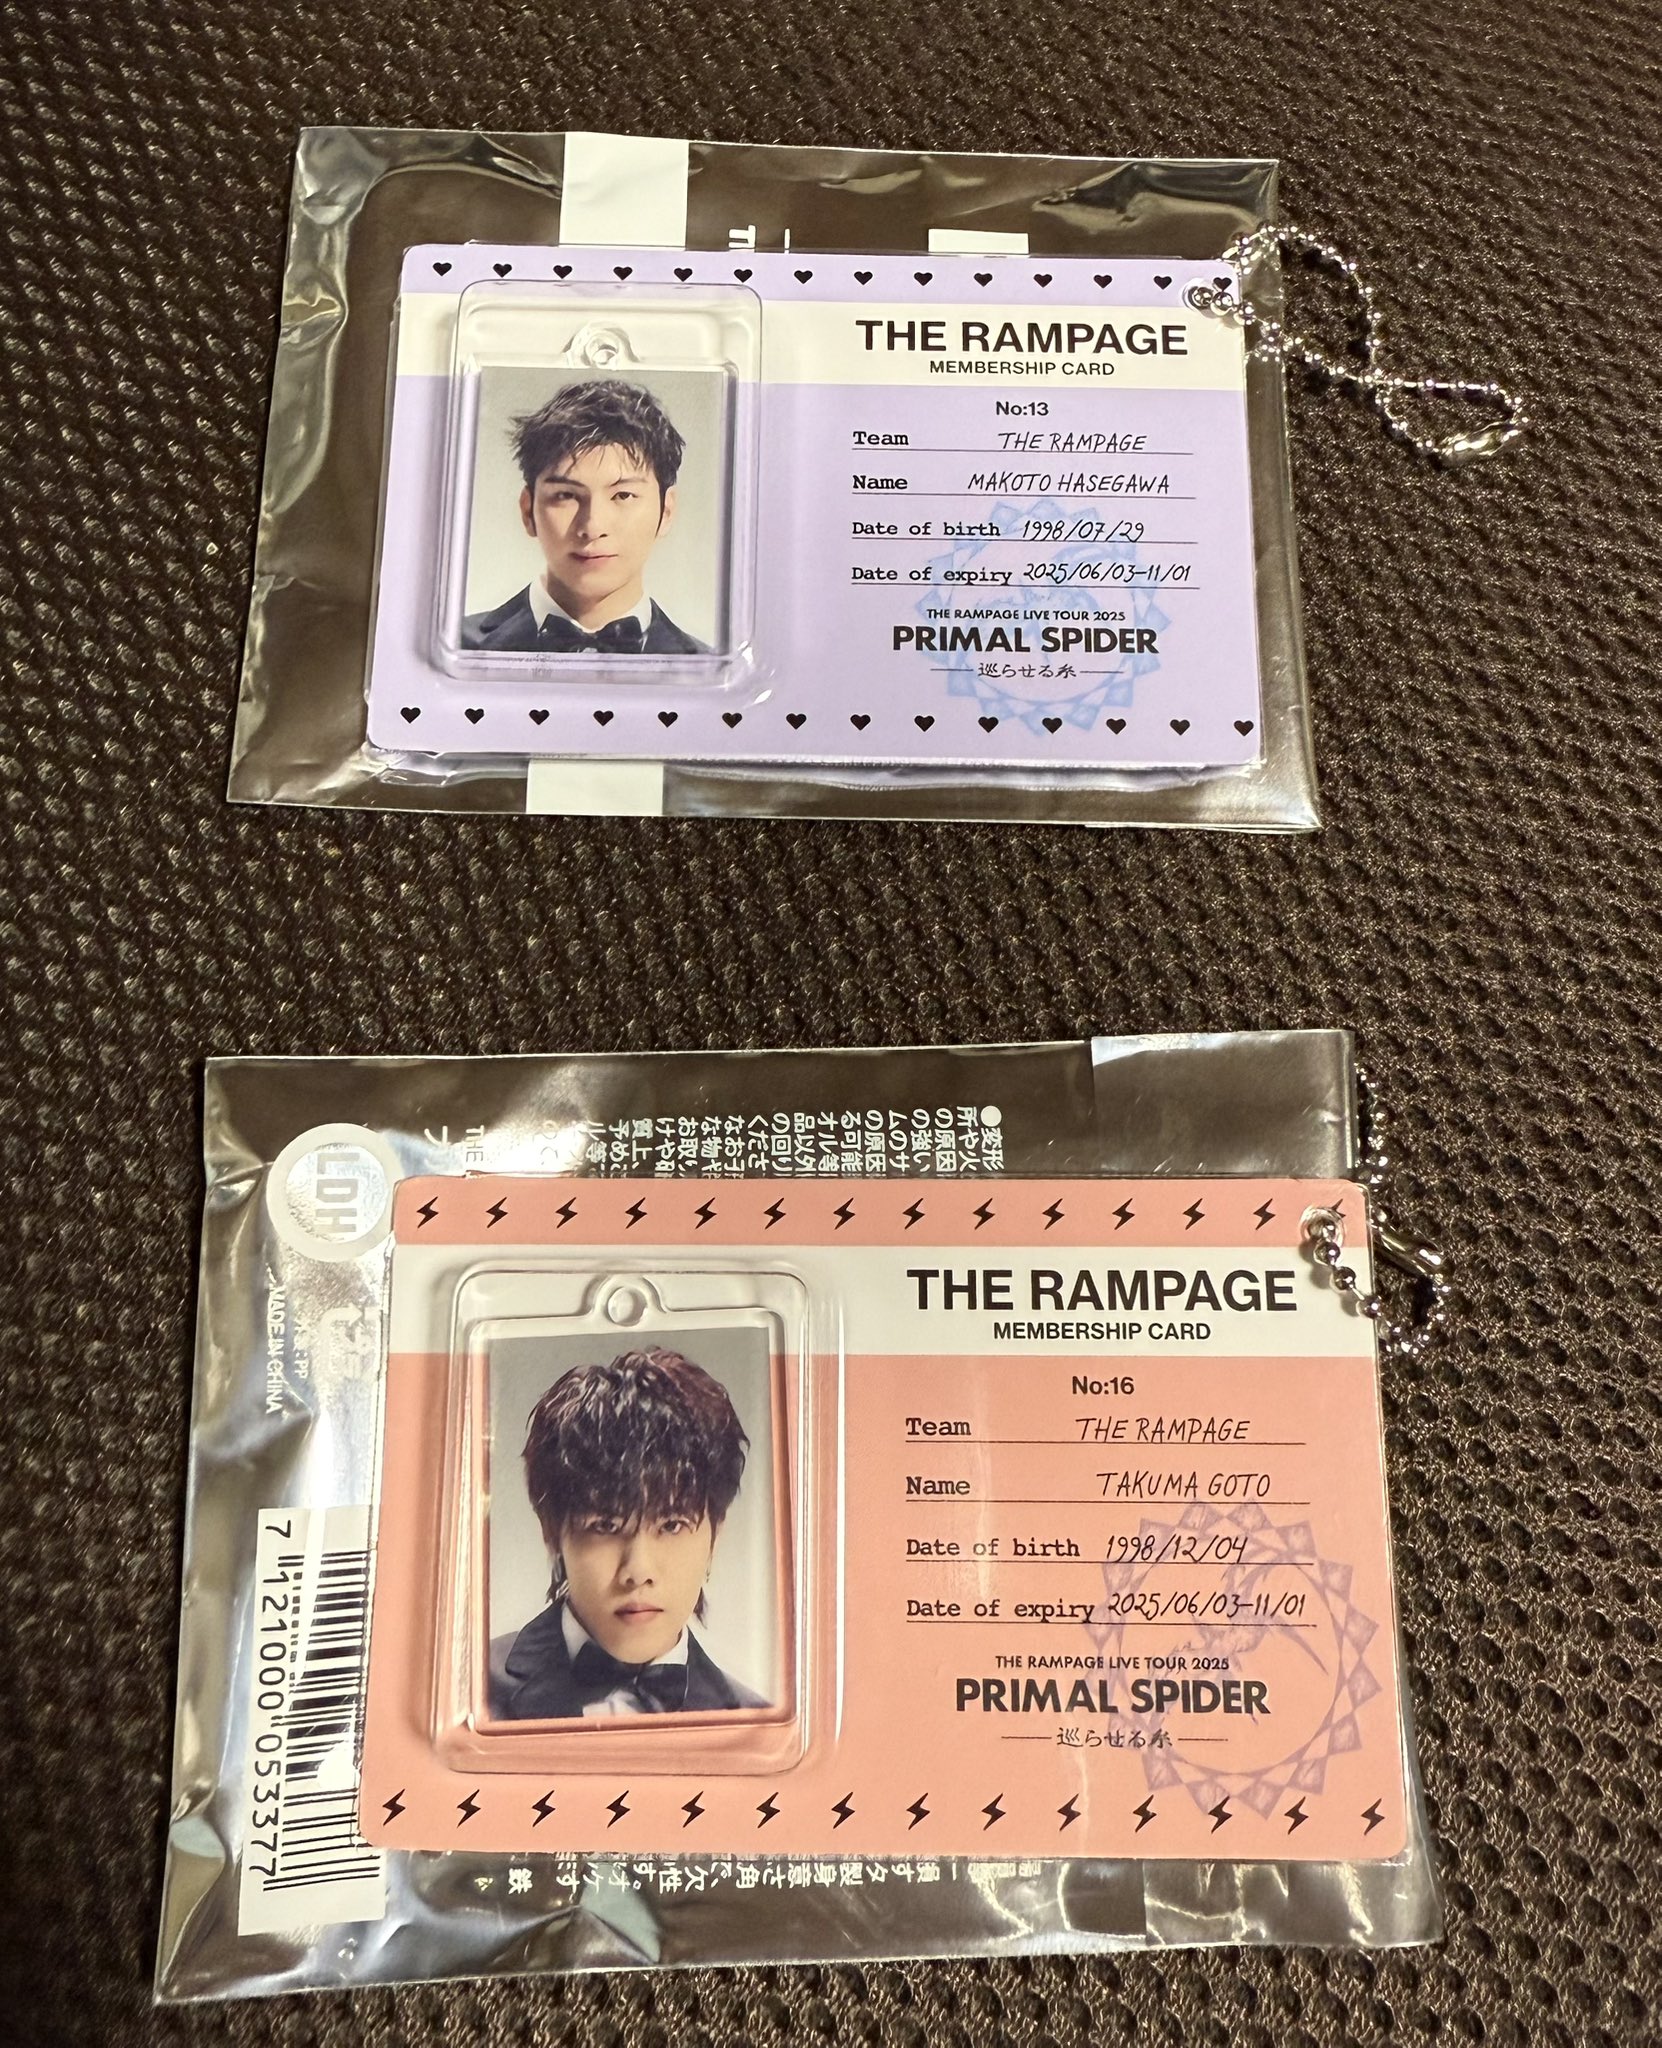 THE RAMPAGE
MEMBERSHIP CARD
No:13
Team THE RAMPAGE
Name MAKOTO HASEGAWA
Date of birth 1998/07/29
Date of expiry 2025/06/03-11/01
THE RAMPAGE LIVE TOUR 2025
PRIMAL SPIDER
巡らせる糸
LDH
MADE IN CHINA
7 121000 053377
THE RAMPAGE
MEMBERSHIP CARD
No:16
Team THE RAMPAGE
Name TAKUMA GOTO
Date of birth 1998/12/04
Date of expiry 2025/06/03-11/01
THE RAMPAGE LIVE TOUR 2025
PRIMAL SPIDER
巡らせる糸